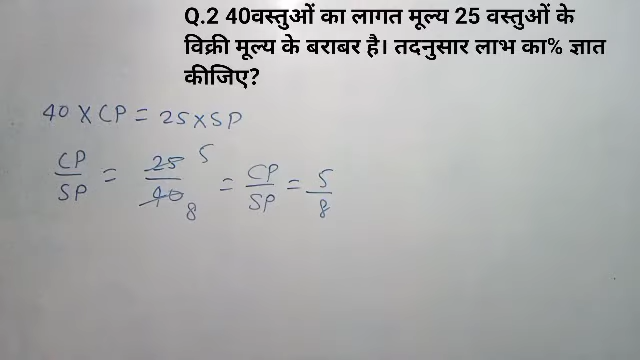 Q.2 40वस्तुओं का लागत मूल्य 25 वस्तुओं के
विक्री मूल्य के बराबर है। तदनुसार लाभ का% ज्ञात
कीजिए?
40 X CP = 25 X SP
CP/SP = 25/40 5/8 = CP/SP = 5/8